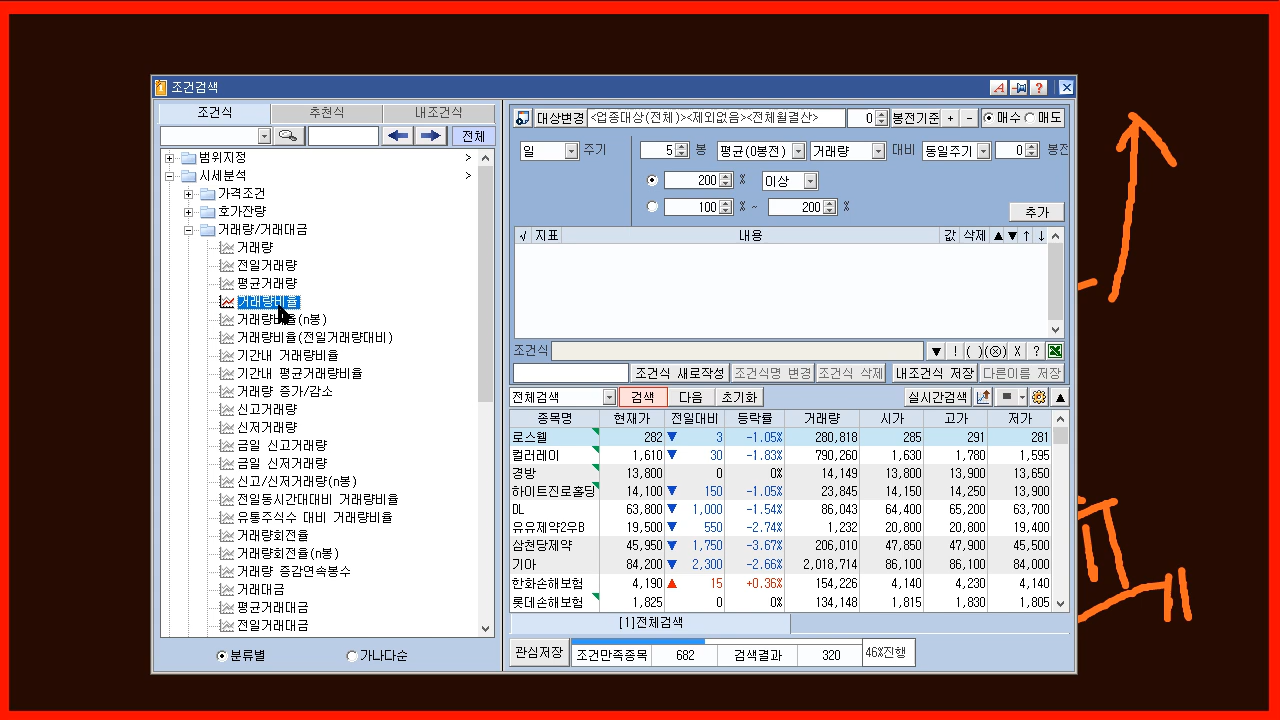 조건검색
조건식 추천식 내조건식
전체
범위지정 >
시세분석 >
가격조건
호가잔량
거래량/거래대금
거래량
전일거래량
평균거래량
거래량비율
거래량비율(n봉)
거래량비율(전일거래량대비)
기간내 거래량비율
기간내 평균거래량비율
거래량 증가/감소
신고거래량
신저거래량
금일 신고거래량
금일 신저거래량
신고/신저거래량(n봉)
전일동시간대대비 거래량비율
유통주식수 대비 거래량비율
거래량회전율
거래량회전율(n봉)
거래량 증감연속봉수
거래대금
평균거래대금
전일거래대금
분류별 가나다순
대상변경 <업종대상(전체)><제외없음><전체월결산> 0 봉전기준 + - 매수 매도
일 주기 5 봉 평균(0봉전) 거래량 대비 동일주기 0 봉전
200 % 이상
100 % ~ 200 %
추가
√ 지표 내용 값 삭제 ▲ ▼ ↑ ↓
조건식 ▼ ! ( ) (ⓧ) X ?
조건식 새로작성 조건식명 변경 조건식 삭제 내조건식 저장 다른이름 저장
전체검색 검색 다음 초기화 실시간검색 ▲
종목명 현재가 전일대비 등락률 거래량 시가 고가 저가
로스웰 282 ▼ 3 -1.05% 280,818 285 291 281
컬러레이 1,610 ▼ 30 -1.83% 790,260 1,630 1,780 1,595
경방 13,800 0 0% 14,149 13,800 13,900 13,650
하이트진로홀딩 14,100 ▼ 150 -1.05% 23,845 14,150 14,250 13,900
DL 63,800 ▼ 1,000 -1.54% 86,043 64,400 65,200 63,700
유유제약2우B 19,500 ▼ 550 -2.74% 1,232 20,800 20,800 19,400
삼천당제약 45,950 ▼ 1,750 -3.67% 206,010 47,850 47,900 45,500
기아 84,200 ▼ 2,300 -2.66% 2,018,714 86,100 86,100 84,000
한화손해보험 4,190 ▲ 15 +0.36% 154,226 4,140 4,230 4,140
롯데손해보험 1,825 0 0% 134,148 1,815 1,830 1,805
[1]전체검색
관심저장 조건만족종목 682 검색결과 320 46%진행